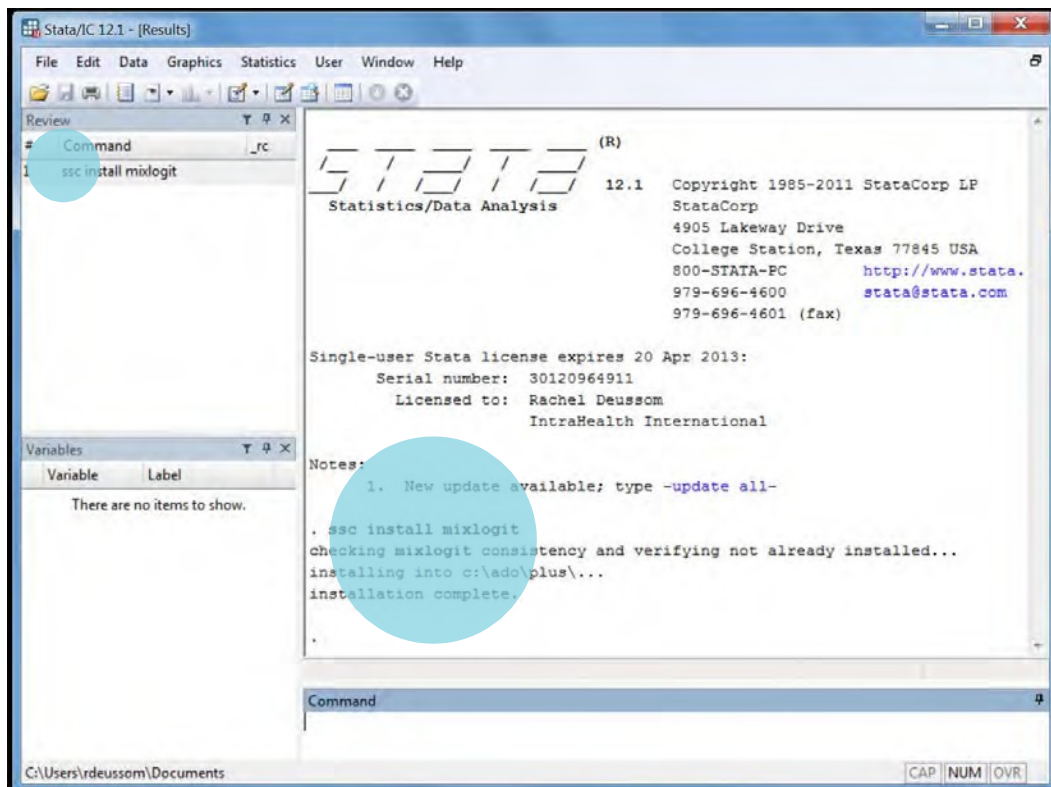 Stata/IC 12.1 - [Results]
File Edit Data Graphics Statistics User Window Help
Review
# Command _rc
1 ssc install mixlogit
Variables
Variable Label
There are no items to show.
(R)
STATA 12.1 Copyright 1985-2011 StataCorp LP
Statistics/Data Analysis StataCorp
4905 Lakeway Drive
College Station, Texas 77845 USA
800-STATA-PC http://www.stata.
979-696-4600 stata@stata.com
979-696-4601 (fax)
Single-user Stata license expires 20 Apr 2013:
Serial number: 30120964911
Licensed to: Rachel Deussom
IntraHealth International
Notes:
1. New update available; type -update all-
. ssc install mixlogit
checking mixlogit consistency and verifying not already installed...
installing into c:\ado\plus\...
installation complete.
.
Command
C:\Users\rdeussom\Documents
CAP NUM OVR